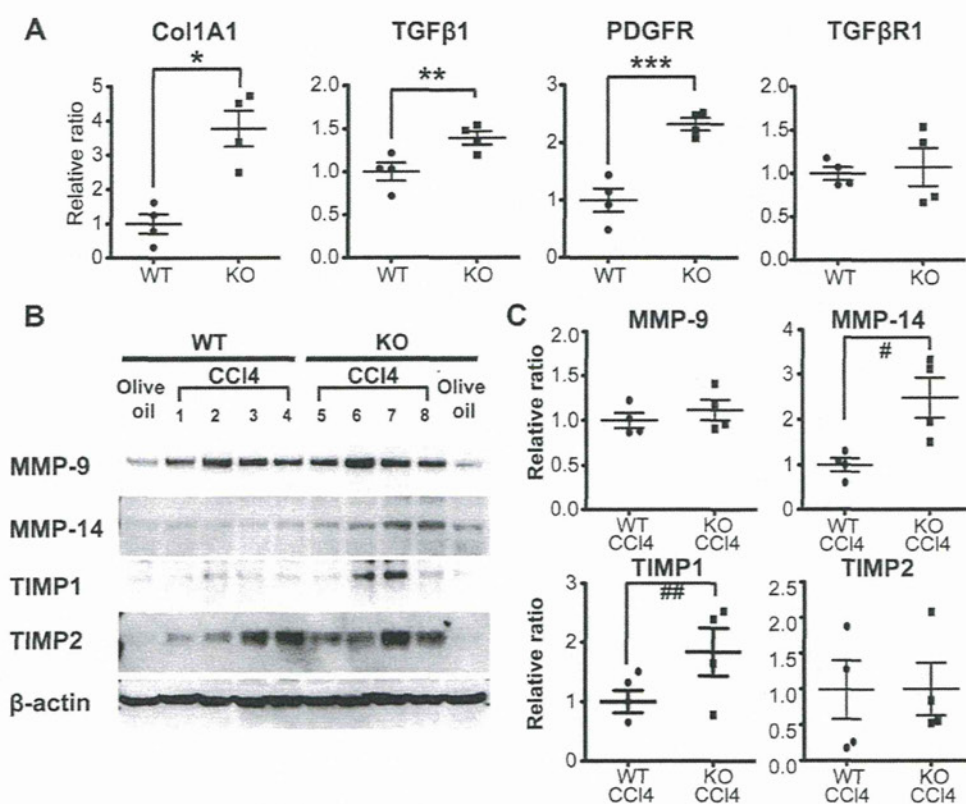 A
Col1A1
TGFβ1
PDGFR
TGFβR1
Relative ratio
5
4
3
2
1
0
*
WT KO
2.0
1.5
1.0
0.5
0.0
**
WT KO
3
2
1
0
***
WT KO
2.0
1.5
1.0
0.5
0.0
WT KO
B
WT KO
Olive oil CCl4 CCl4 Olive oil
1 2 3 4 5 6 7 8
MMP-9
MMP-14
TIMP1
TIMP2
β-actin
C
MMP-9
Relative ratio
2.0
1.5
1.0
0.5
0.0
WT KO
CCl4 CCl4
MMP-14
4
3
2
1
0
#
WT KO
CCl4 CCl4
TIMP1
Relative ratio
3
2
1
0
##
WT KO
CCl4 CCl4
TIMP2
2.5
2.0
1.5
1.0
0.5
0.0
WT KO
CCl4 CCl4